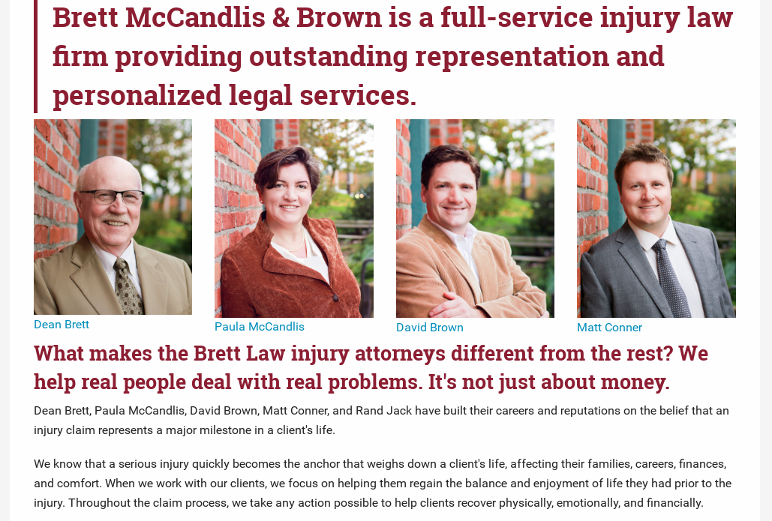 Brett McCandlis & Brown is a full-service injury law
firm providing outstanding representation and
personalized legal services.
Dean Brett
Paula McCandlis
David Brown
Matt Conner
What makes the Brett Law injury attorneys different from the rest? We
help real people deal with real problems. It's not just about money.
Dean Brett, Paula McCandlis, David Brown, Matt Conner, and Rand Jack have built their careers and reputations on the belief that an
injury claim represents a major milestone in a client's life.
We know that a serious injury quickly becomes the anchor that weighs down a client's life, affecting their families, careers, finances,
and comfort. When we work with our clients, we focus on helping them regain the balance and enjoyment of life they had prior to the
injury. Throughout the claim process, we take any action possible to help clients recover physically, emotionally, and financially.